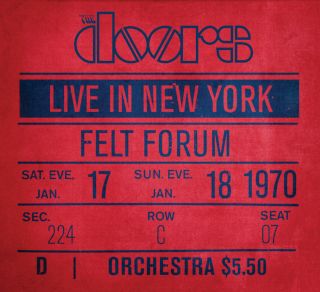 THE
doors
LIVE IN NEW YORK
FELT FORUM
SAT. EVE. JAN. 17 SUN. EVE. JAN. 18 1970
SEC. ROW SEAT
224 C 07
D | ORCHESTRA $5.50